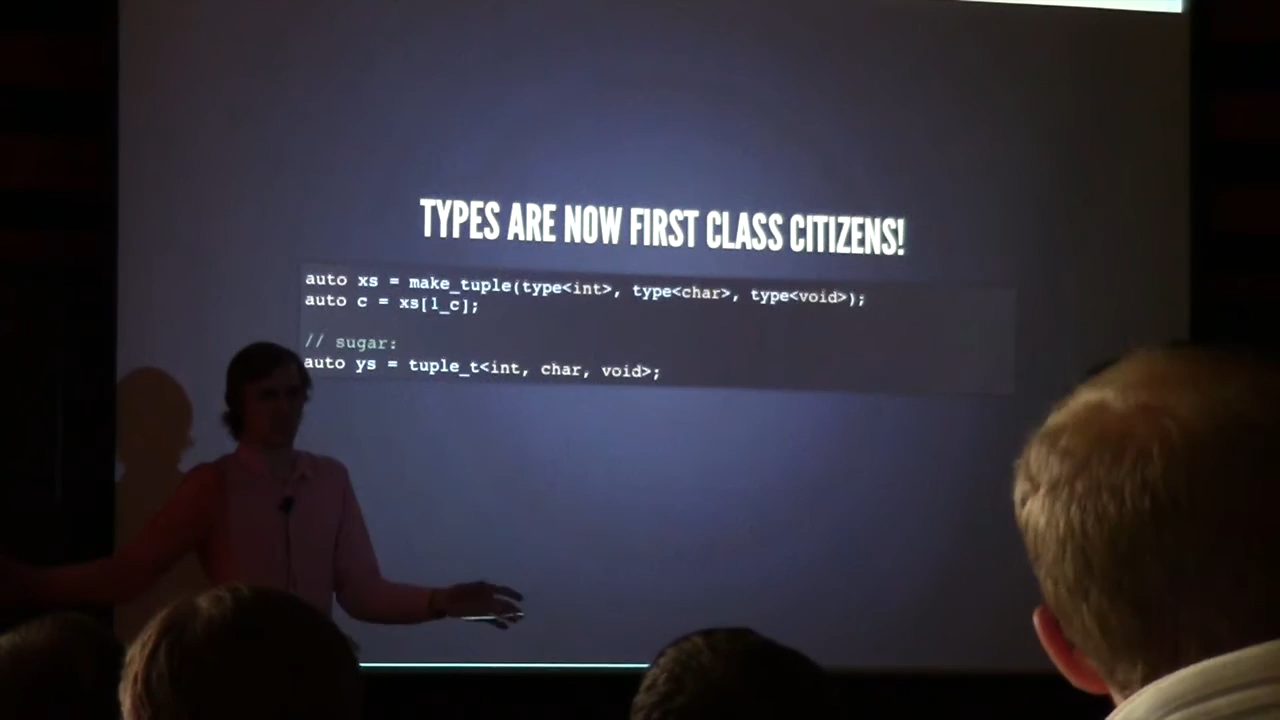 TYPES ARE NOW FIRST CLASS CITIZENS!
auto xs = make_tuple(type<int>, type<char>, type<void>);
auto c = xs[1_c];
// sugar:
auto ys = tuple_t<int, char, void>;